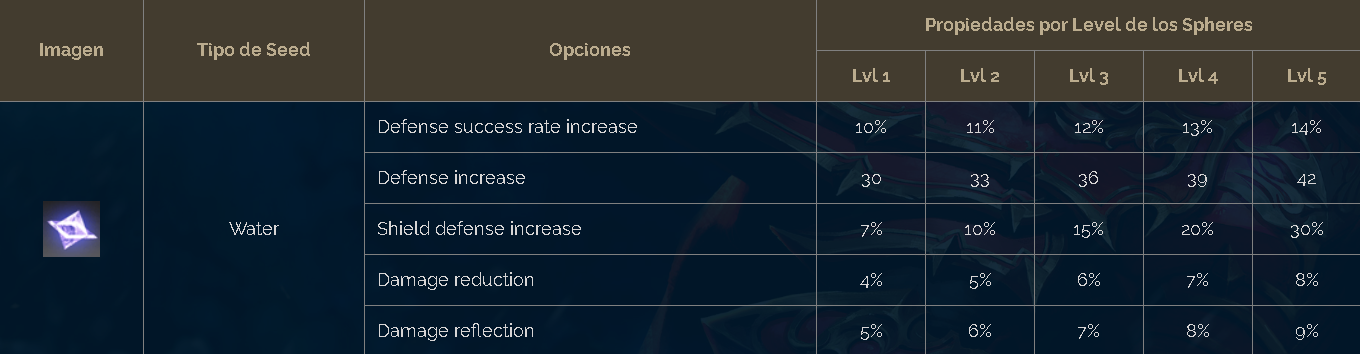 Imagen Tipo de Seed Opciones Propiedades por Level de los Spheres
Lvl 1 Lvl 2 Lvl 3 Lvl 4 Lvl 5
Defense success rate increase 10% 11% 12% 13% 14%
Defense increase 30 33 36 39 42
Water Shield defense increase 7% 10% 15% 20% 30%
Damage reduction 4% 5% 6% 7% 8%
Damage reflection 5% 6% 7% 8% 9%